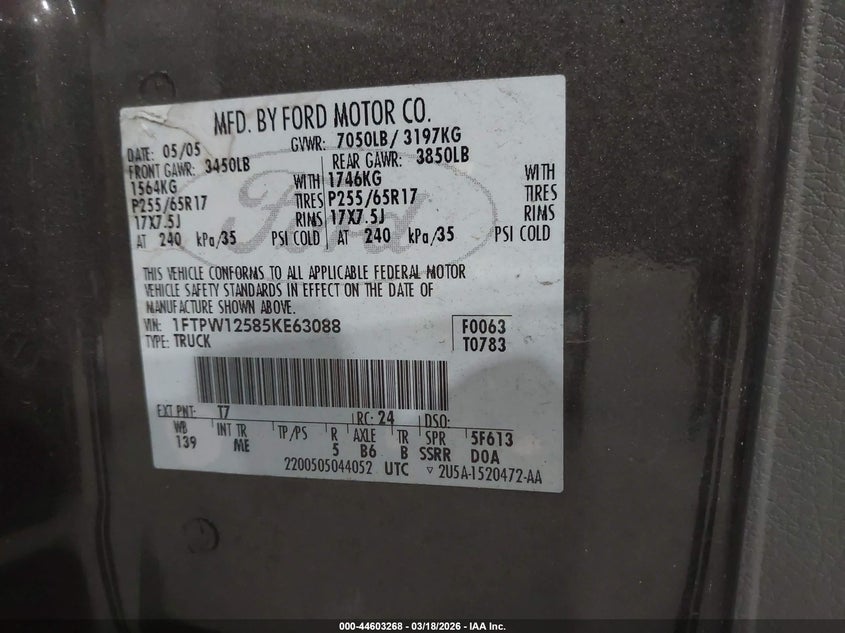 MFD. BY FORD MOTOR CO.
DATE: 05/05 GVWR: 7050LB/ 3197KG
FRONT GAWR: 3450LB REAR GAWR: 3850LB
1564KG WITH 1746KG WITH
P255/65R17 TIRES P255/65R17 TIRES
17X7.5J RIMS 17X7.5J RIMS
AT 240 kPa/35 PSI COLD AT 240 kPa/35 PSI COLD
THIS VEHICLE CONFORMS TO ALL APPLICABLE FEDERAL MOTOR
VEHICLE SAFETY STANDARDS IN EFFECT ON THE DATE OF
MANUFACTURE SHOWN ABOVE.
VIN: 1FTPW12585KE63088 F0063
TYPE: TRUCK T0783
EXT PNT: T7 RC: 24 DSO:
WB INT TR TP/PS R AXLE TR SPR 5F613
139 ME 5 B6 B SSRR DOA
2200505044052 UTC ▽ 2U5A-1520472-AA
Ford
000-44603268 - 03/18/2026 - IAA Inc.